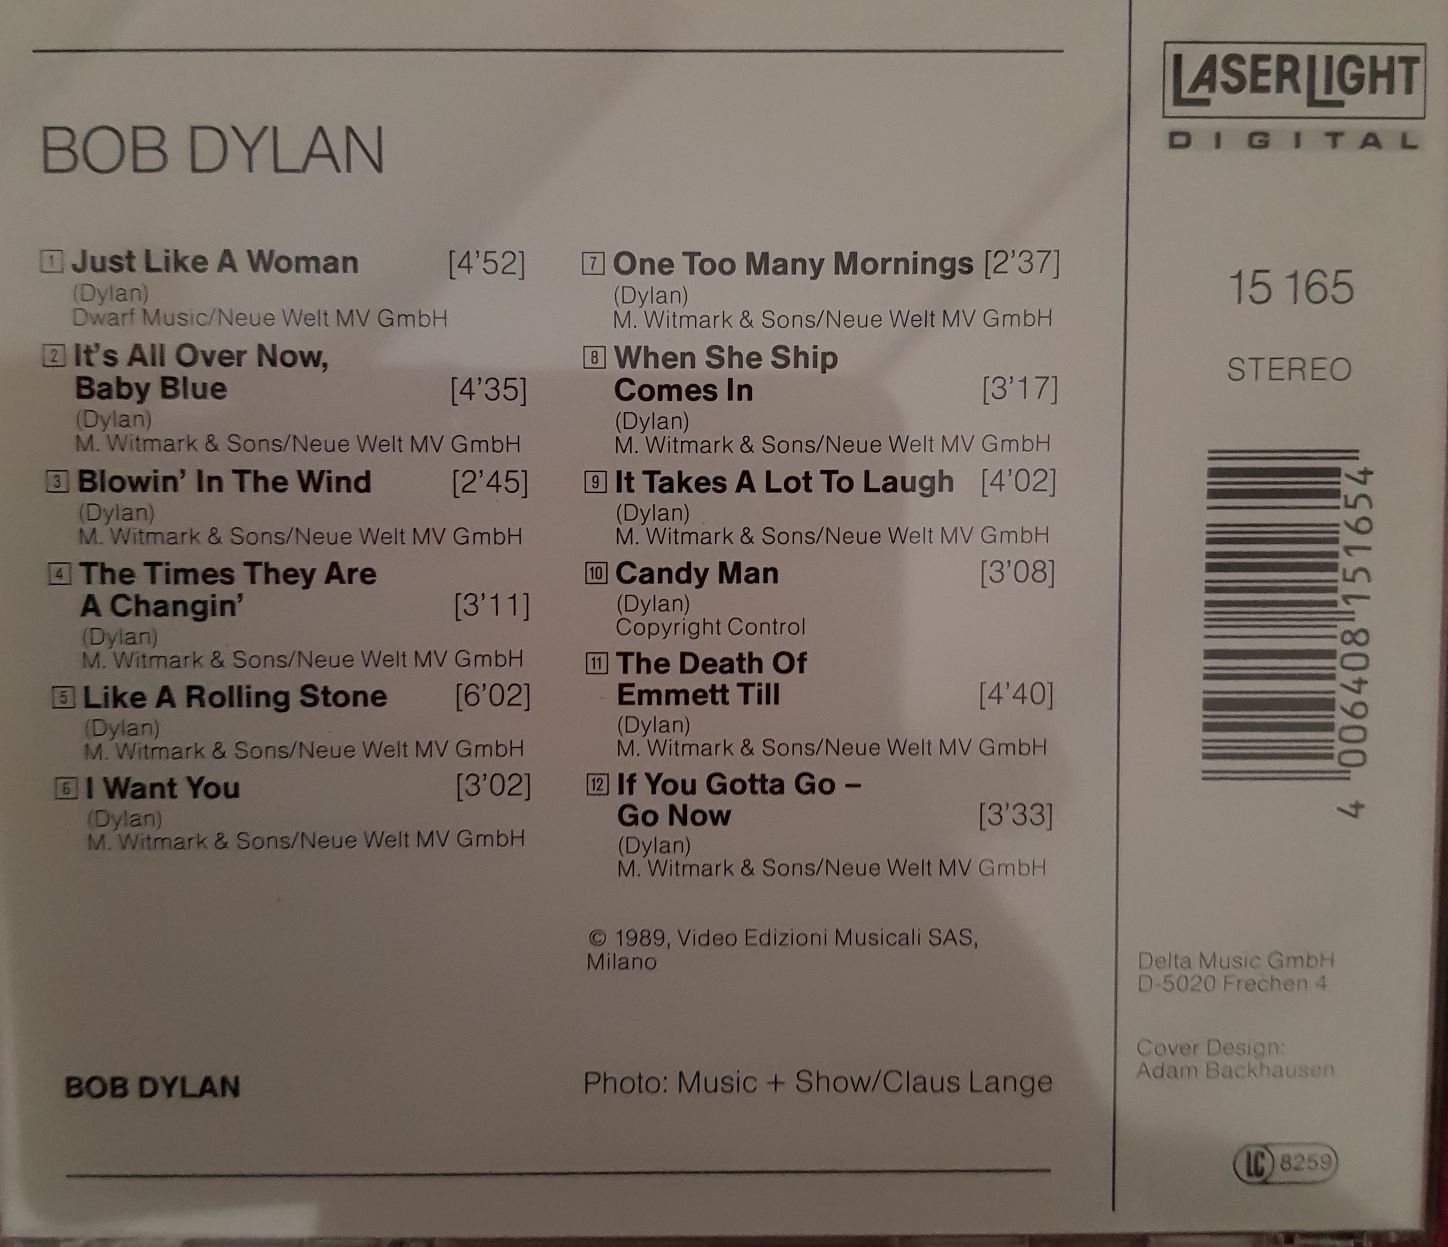 BOB DYLAN
1 Just Like A Woman [4'52]
(Dylan)
Dwarf Music/Neue Welt MV GmbH
2 It's All Over Now,
Baby Blue [4'35]
(Dylan)
M. Witmark & Sons/Neue Welt MV GmbH
3 Blowin' In The Wind [2'45]
(Dylan)
M. Witmark & Sons/Neue Welt MV GmbH
4 The Times They Are
A Changin' [3'11]
(Dylan)
M. Witmark & Sons/Neue Welt MV GmbH
5 Like A Rolling Stone [6'02]
(Dylan)
M. Witmark & Sons/Neue Welt MV GmbH
6 I Want You [3'02]
(Dylan)
M. Witmark & Sons/Neue Welt MV GmbH
7 One Too Many Mornings [2'37]
(Dylan)
M. Witmark & Sons/Neue Welt MV GmbH
8 When She Ship
Comes In [3'17]
(Dylan)
M. Witmark & Sons/Neue Welt MV GmbH
9 It Takes A Lot To Laugh [4'02]
(Dylan)
M. Witmark & Sons/Neue Welt MV GmbH
10 Candy Man [3'08]
(Dylan)
Copyright Control
11 The Death Of
Emmett Till [4'40]
(Dylan)
M. Witmark & Sons/Neue Welt MV GmbH
12 If You Gotta Go –
Go Now [3'33]
(Dylan)
M. Witmark & Sons/Neue Welt MV GmbH
© 1989, Video Edizioni Musicali SAS,
Milano
BOB DYLAN
Photo: Music + Show/Claus Lange
LASERLIGHT
DIGITAL
15 165
STEREO
4 006408 151654
Delta Music GmbH
D-5020 Frechen 4
Cover Design:
Adam Backhausen
LC 8259